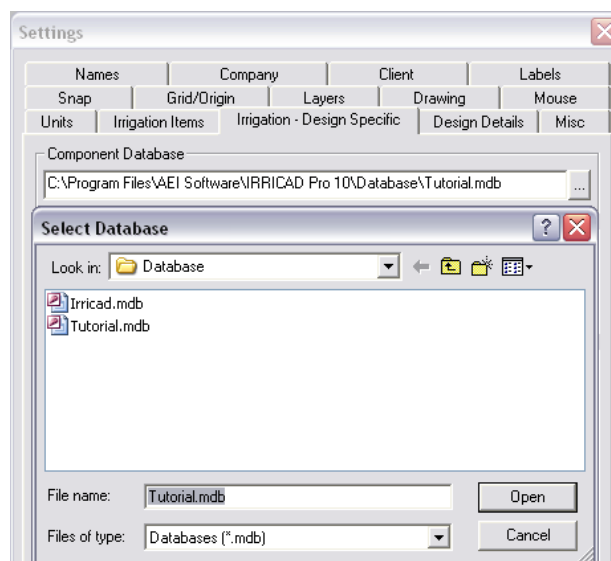 Settings
Names Company Client Labels
Snap Grid/Origin Layers Drawing Mouse
Units Irrigation Items Irrigation - Design Specific Design Details Misc
Component Database
C:\Program Files\AEI Software\IRRICAD Pro 10\Database\Tutorial.mdb ...
Select Database ?
Look in: Database
Irricad.mdb
Tutorial.mdb
File name: Tutorial.mdb Open
Files of type: Databases (*.mdb) Cancel